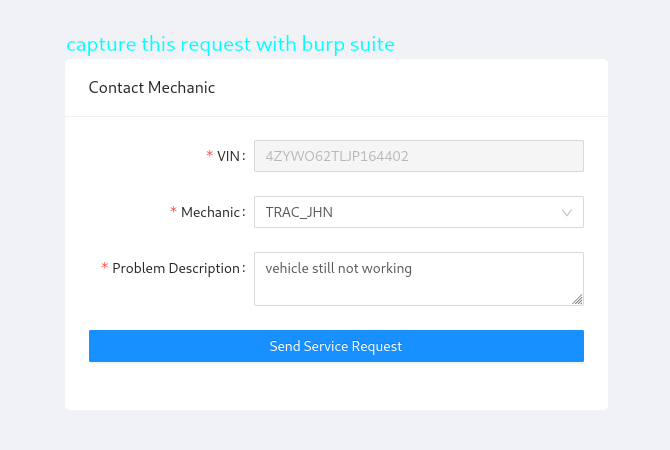 capture this request with burp suite
Contact Mechanic
* VIN: 4ZYWO62TLJP164402
* Mechanic: TRAC_JHN
* Problem Description: vehicle still not working
Send Service Request